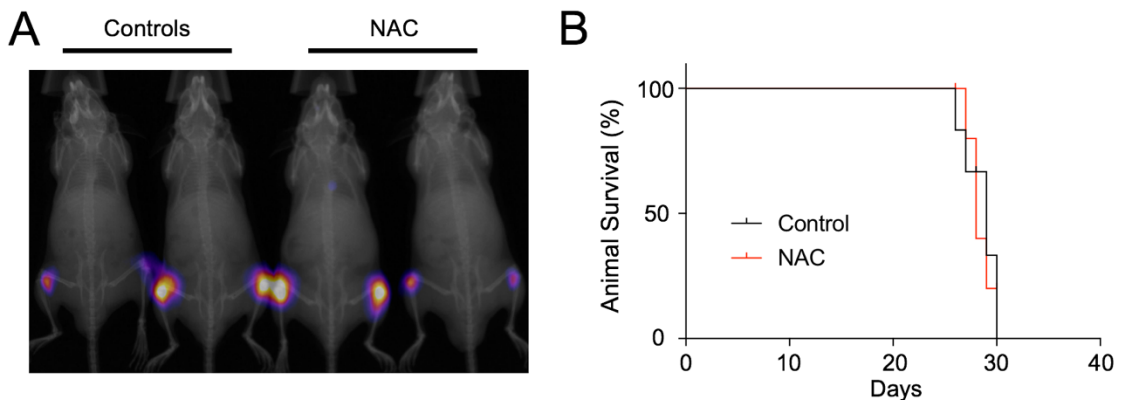 A
Controls
NAC
B
Animal Survival (%)
100
50
0
Control
NAC
0
10
20
30
40
Days